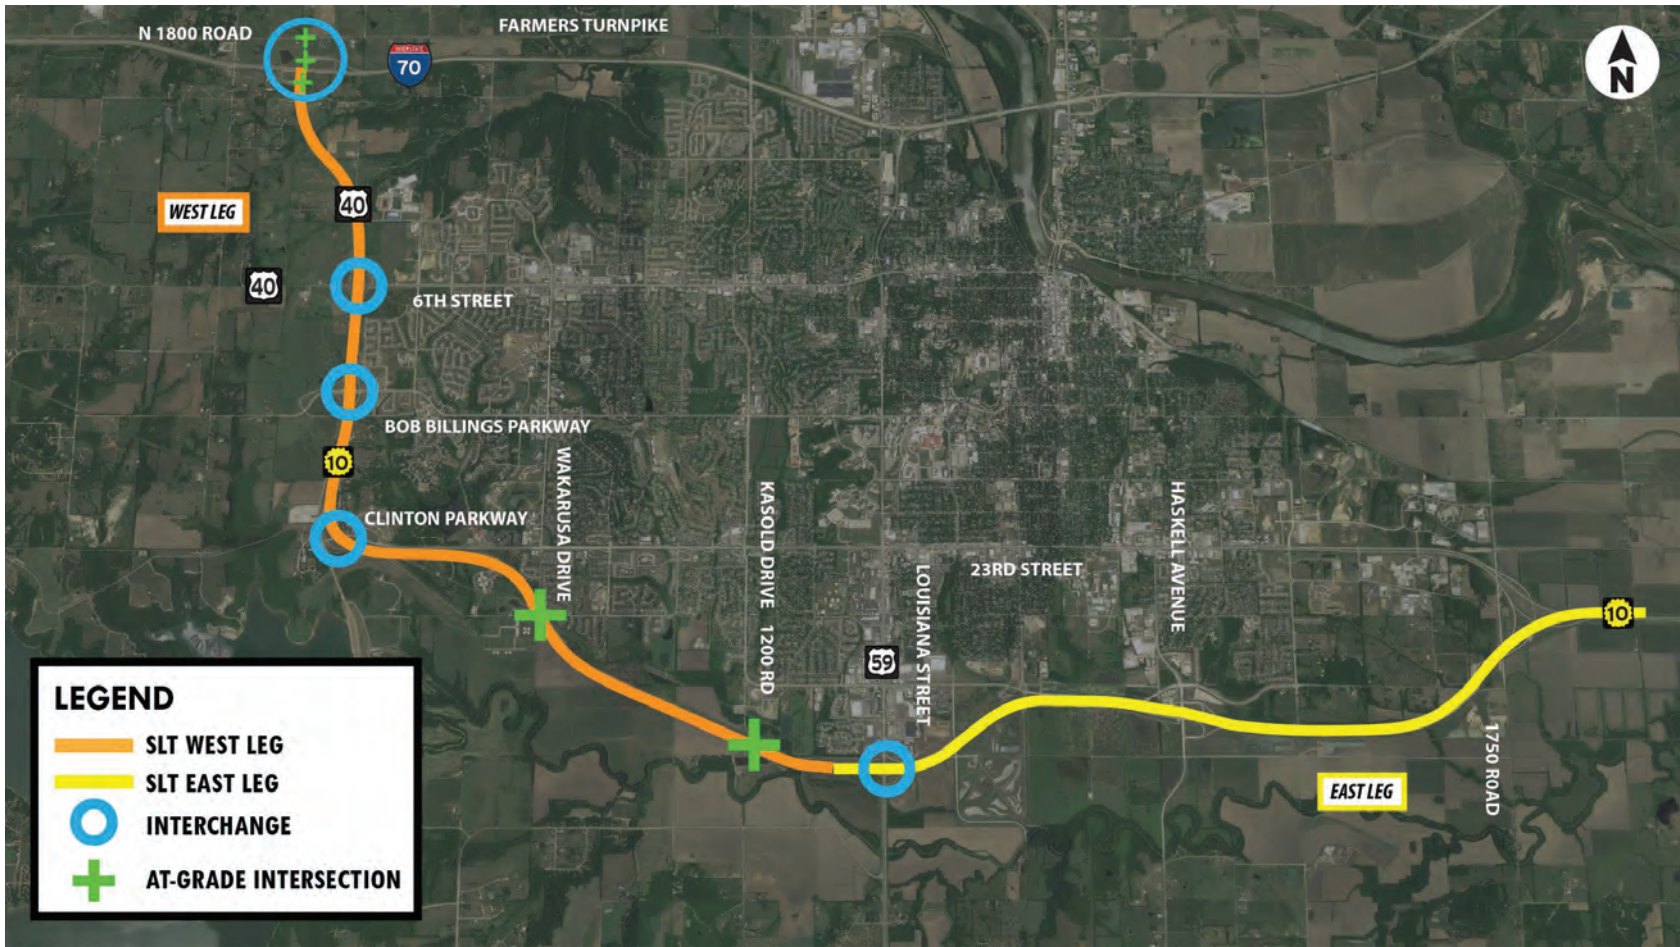 FARMERS TURNPIKE
N 1800 ROAD
INTERSTATE
70
N
WEST LEG
40
40
6TH STREET
BOB BILLINGS PARKWAY
10
CLINTON PARKWAY
WAKARUSA DRIVE
KASOLD DRIVE 1200 RD
HASKELL AVENUE
23RD STREET
LOUISIANA STREET
59
10
1750 ROAD
EAST LEG
LEGEND
SLT WEST LEG
SLT EAST LEG
INTERCHANGE
AT-GRADE INTERSECTION